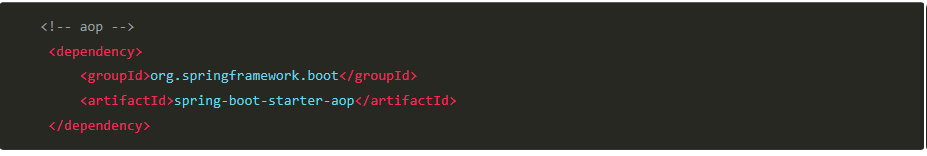 <!-- aop -->
<dependency>
<groupId>org.springframework.boot</groupId>
<artifactId>spring-boot-starter-aop</artifactId>
</dependency>